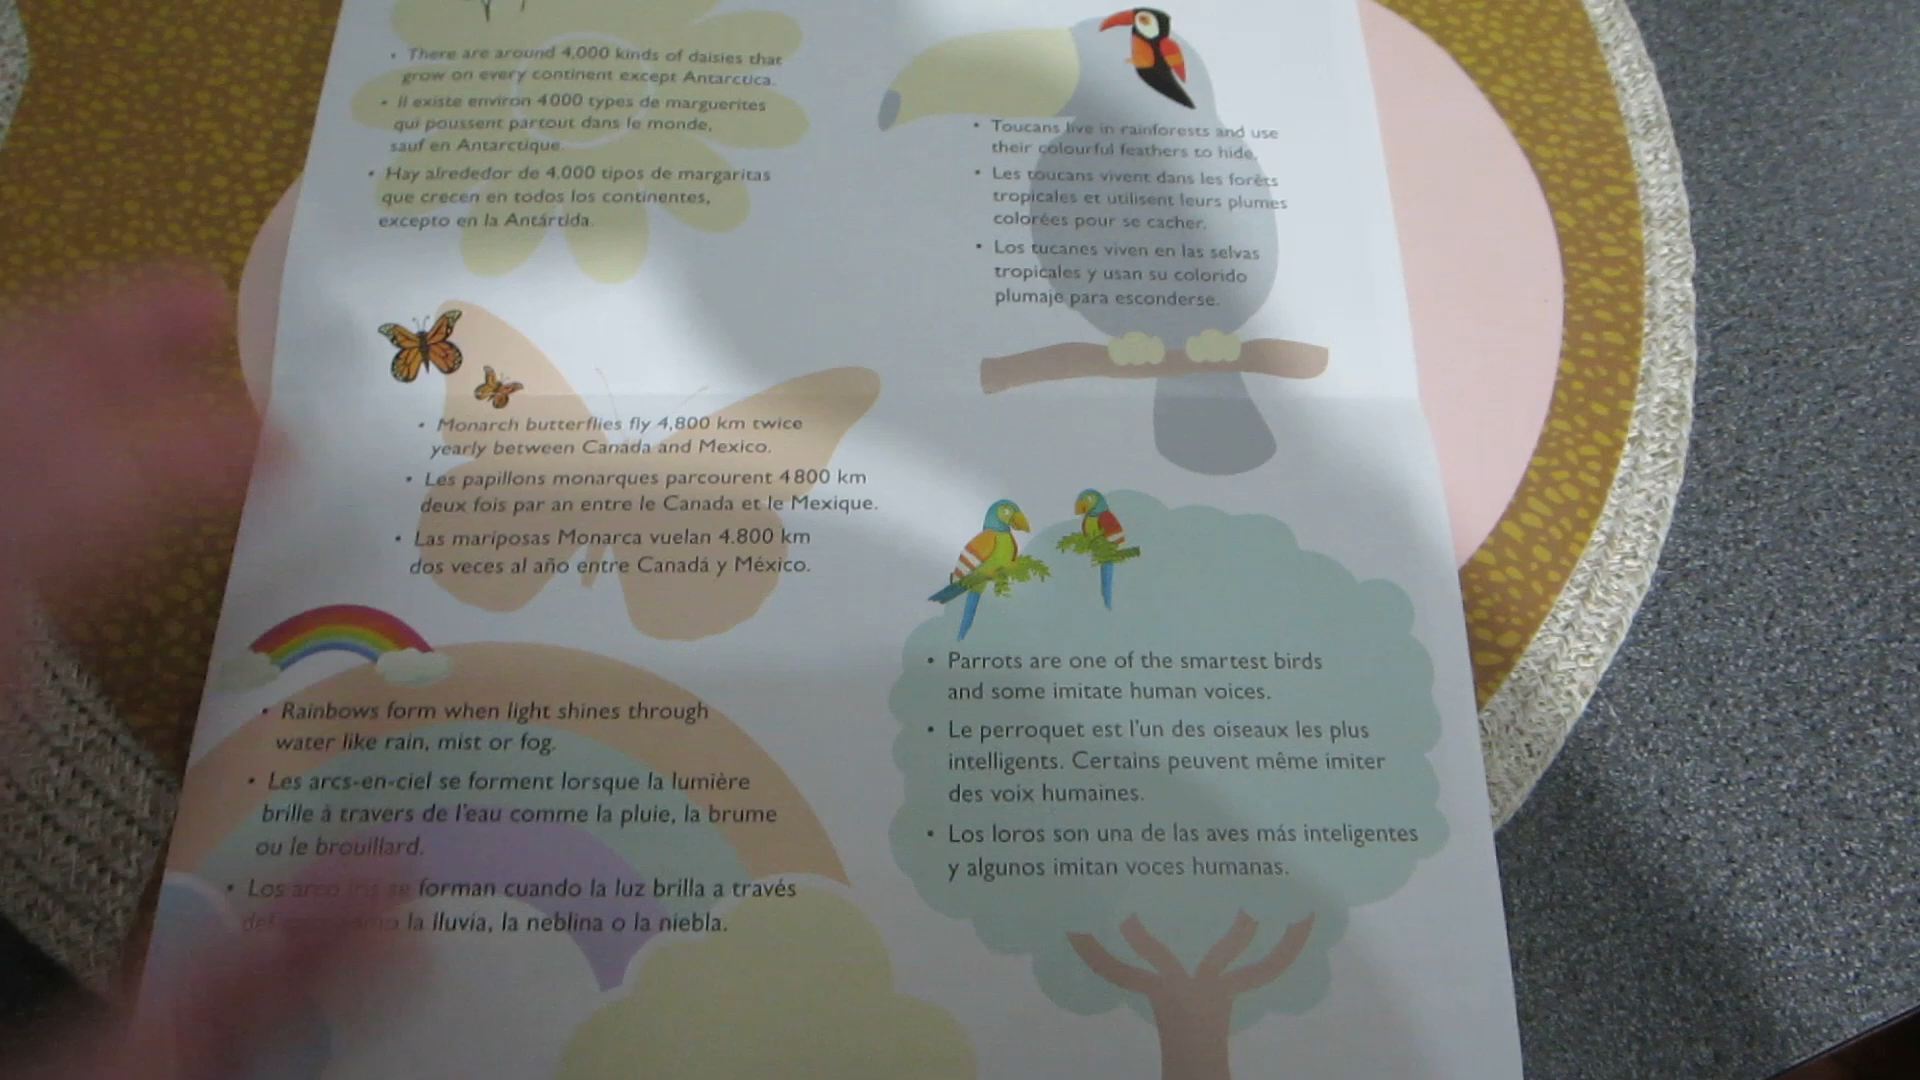 • There are around 4,000 kinds of daisies that
grow on every continent except Antarctica.
• Il existe environ 4000 types de marguerites
qui poussent partout dans le monde,
sauf en Antarctique.
• Hay alrededor de 4.000 tipos de margaritas
que crecen en todos los continentes,
excepto en la Antártida.
• Monarch butterflies fly 4,800 km twice
yearly between Canada and Mexico.
• Les papillons monarques parcourent 4 800 km
deux fois par an entre le Canada et le Mexique.
• Las mariposas Monarca vuelan 4.800 km
dos veces al año entre Canadá y México.
• Rainbows form when light shines through
water like rain, mist or fog.
• Les arcs-en-ciel se forment lorsque la lumière
brille à travers de l'eau comme la pluie, la brume
ou le brouillard.
• Los arco iris se forman cuando la luz brilla a través
la lluvia, la neblina o la niebla.
• Toucans live in rainforests and use
their colourful feathers to hide.
• Les toucans vivent dans les forêts
tropicales et utilisent leurs plumes
colorées pour se cacher.
• Los tucanes viven en las selvas
tropicales y usan su colorido
plumaje para esconderse.
• Parrots are one of the smartest birds
and some imitate human voices.
• Le perroquet est l'un des oiseaux les plus
intelligents. Certains peuvent même imiter
des voix humaines.
• Los loros son una de las aves más inteligentes
y algunos imitan voces humanas.